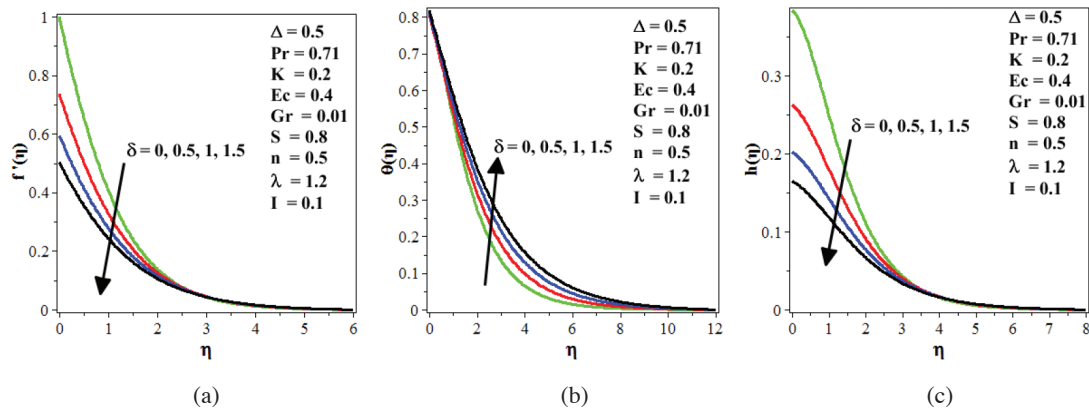 1
0.8
0.6
0.4
0.2
0
f '(η)
0 1 2 3 4 5 6
η
Δ = 0.5
Pr = 0.71
K = 0.2
Ec = 0.4
Gr = 0.01
S = 0.8
n = 0.5
λ = 1.2
I = 0.1
δ = 0, 0.5, 1, 1.5
(a)
0.8
0.7
0.6
0.5
0.4
0.3
0.2
0.1
0
θ(η)
0 2 4 6 8 10 12
η
Δ = 0.5
Pr = 0.71
K = 0.2
Ec = 0.4
Gr = 0.01
S = 0.8
n = 0.5
λ = 1.2
I = 0.1
δ = 0, 0.5, 1, 1.5
(b)
0.3
0.2
0.1
0
h(η)
0 1 2 3 4 5 6 7 8
η
Δ = 0.5
Pr = 0.71
K = 0.2
Ec = 0.4
Gr = 0.01
S = 0.8
n = 0.5
λ = 1.2
I = 0.1
δ = 0, 0.5, 1, 1.5
(c)